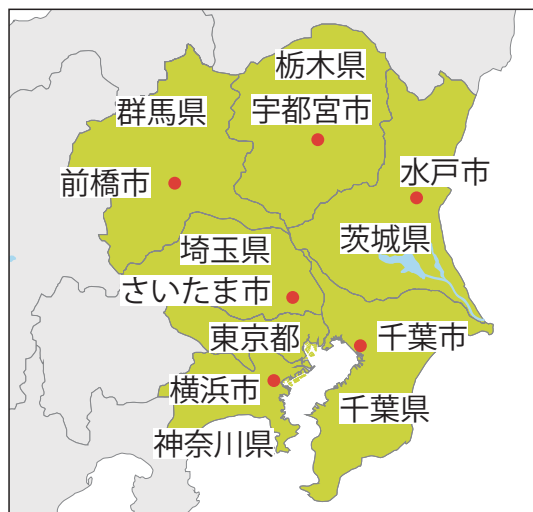 栃木県
群馬県
宇都宮市
前橋市
水戸市
茨城県
埼玉県
さいたま市
東京都
千葉市
横浜市
千葉県
神奈川県